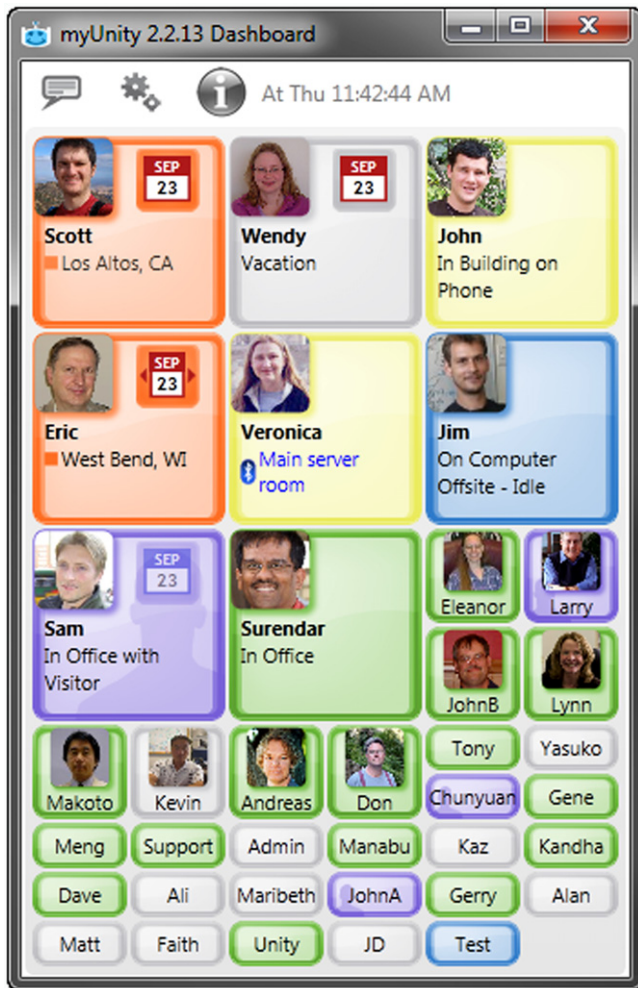 myUnity 2.2.13 Dashboard
At Thu 11:42:44 AM
SEP
23
Scott
Los Altos, CA
SEP
23
Wendy
Vacation
John
In Building on
Phone
SEP
23
Eric
West Bend, WI
Veronica
Main server
room
Jim
On Computer
Offsite - Idle
SEP
23
Sam
In Office with
Visitor
Surendar
In Office
Eleanor
Larry
JohnB
Lynn
Makoto
Kevin
Andreas
Don
Tony
Yasuko
Chunyuan
Gene
Meng
Support
Admin
Manabu
Kaz
Kandha
Dave
Ali
Maribeth
JohnA
Gerry
Alan
Matt
Faith
Unity
JD
Test